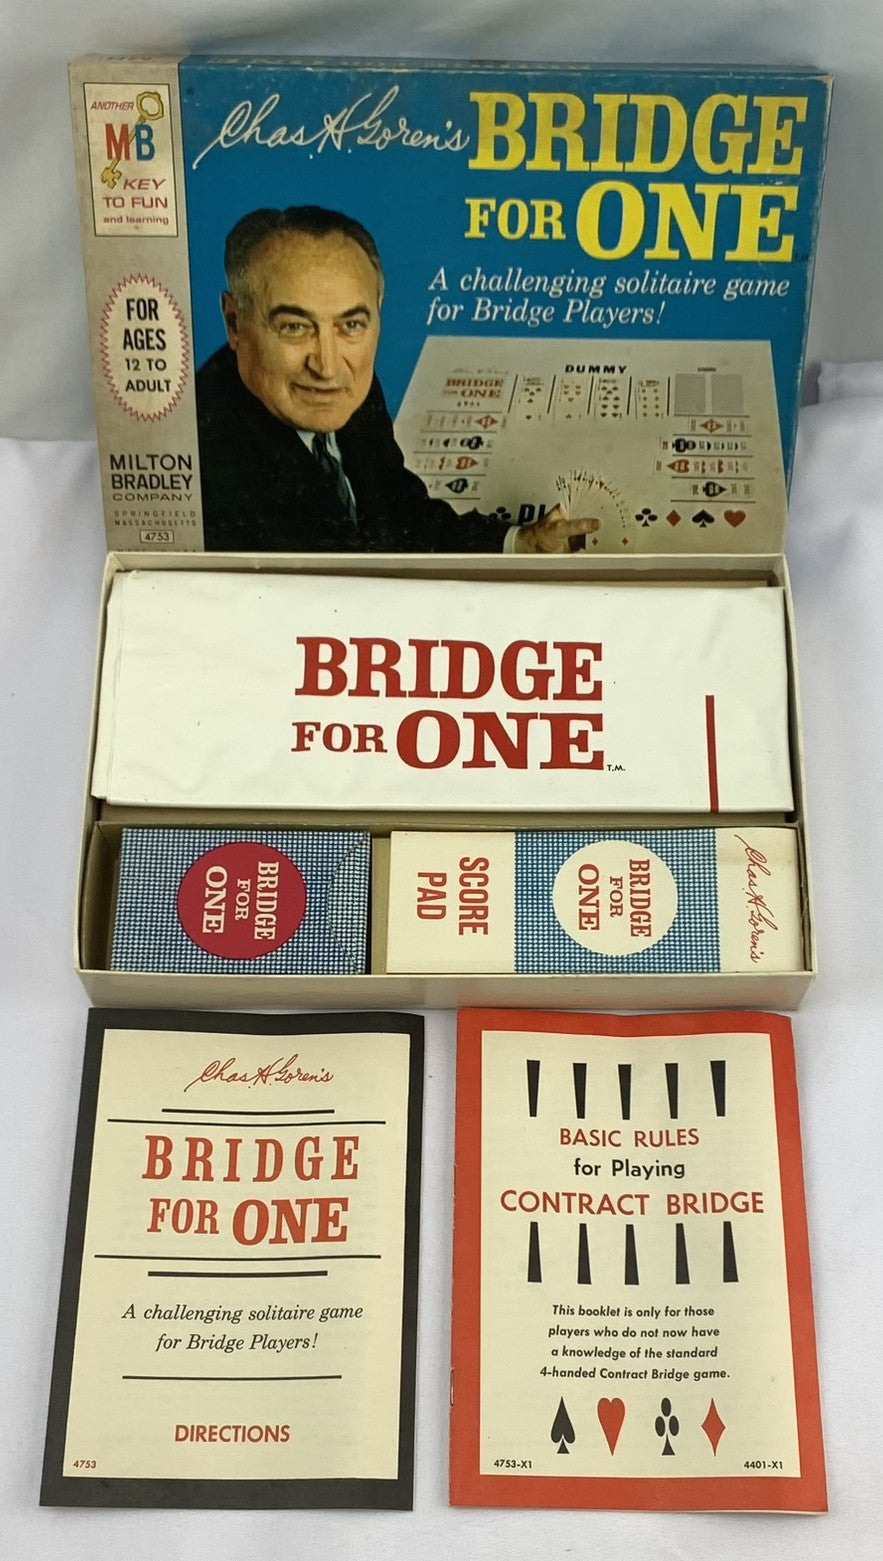 ANOTHER
MB
KEY
TO FUN
and learning
FOR
AGES
12 TO
ADULT
MILTON
BRADLEY
COMPANY
SPRINGFIELD
MASSACHUSETTS
4753
Chas. H. Goren's
BRIDGE
FOR ONE
T.M.
A challenging solitaire game
for Bridge Players!
DUMMY
BRIDGE
FOR ONE
BRIDGE
FOR ONE
T.M.
BRIDGE
FOR
ONE
SCORE
PAD
BRIDGE
FOR
ONE
Chas. H. Goren's
Chas. H. Goren's
BRIDGE
FOR ONE
A challenging solitaire game
for Bridge Players!
DIRECTIONS
4753
BASIC RULES
for Playing
CONTRACT BRIDGE
This booklet is only for those
players who do not now have
a knowledge of the standard
4-handed Contract Bridge game.
4753-X1
4401-X1